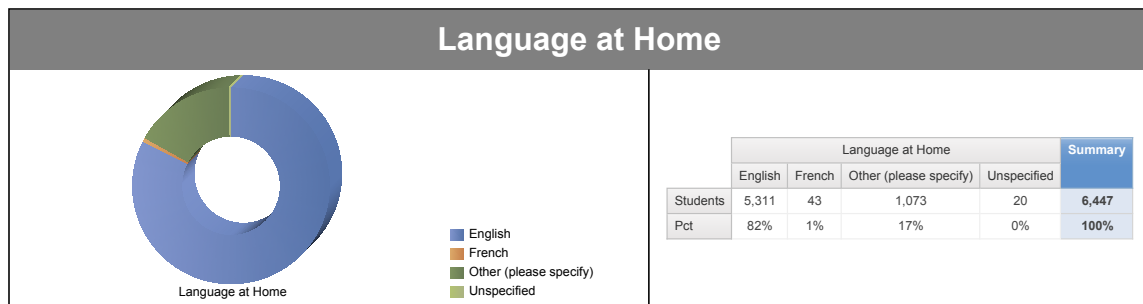 Language at Home
Language at Home
English
French
Other (please specify)
Unspecified
Language at Home Summary
English French Other (please specify) Unspecified
Students 5,311 43 1,073 20 6,447
Pct 82% 1% 17% 0% 100%